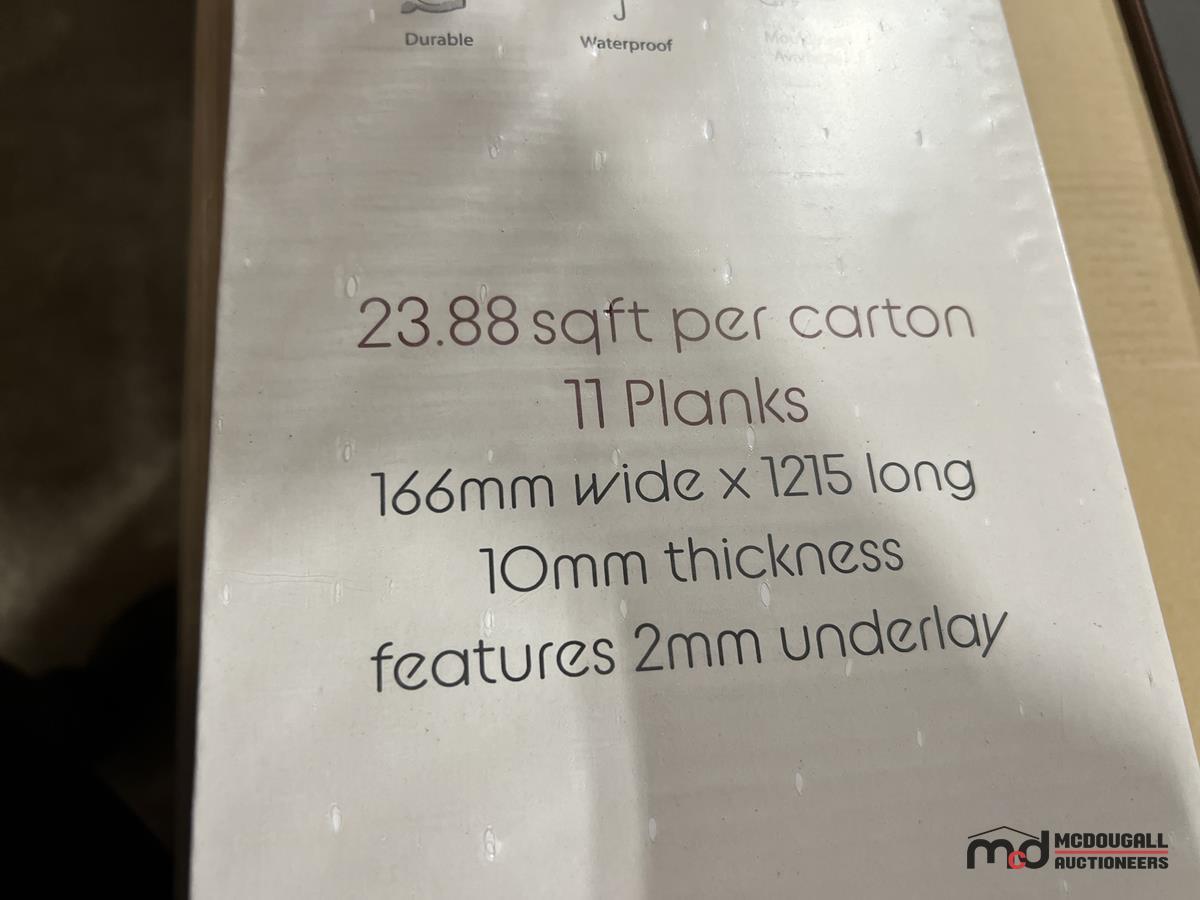 Durable
Waterproof
23.88 sqft per carton
11 Planks
166mm wide x 1215 long
10mm thickness
features 2mm underlay
mcd MCDOUGALL
AUCTIONEERS